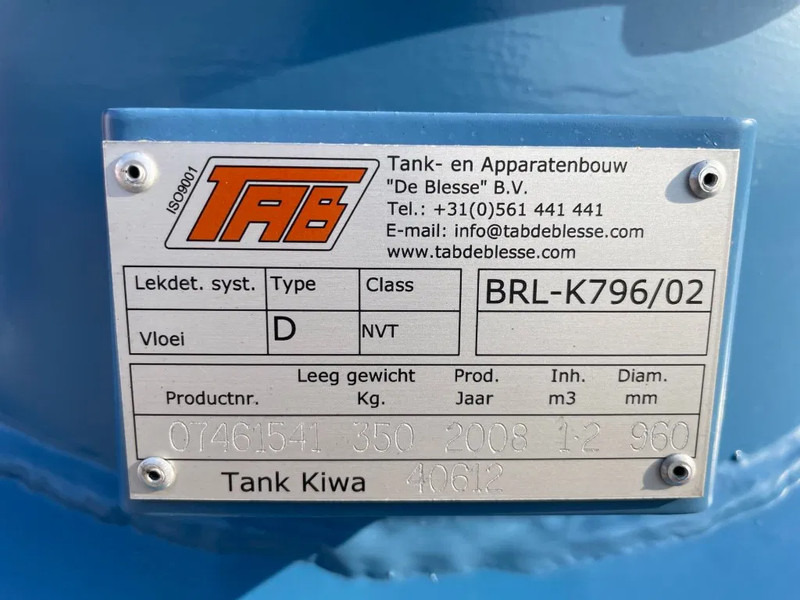 ISO9001
TAB
Tank- en Apparatenbouw
"De Blesse" B.V.
Tel.: +31(0)561 441 441
E-mail: info@tabdeblesse.com
www.tabdeblesse.com
Lekdet. syst. Type Class
Vloei D NVT
BRL-K796/02
Leeg gewicht Prod. Inh. Diam.
Productnr. Kg. Jaar m3 mm
07461541 350 2008 1.2 960
Tank Kiwa 40612